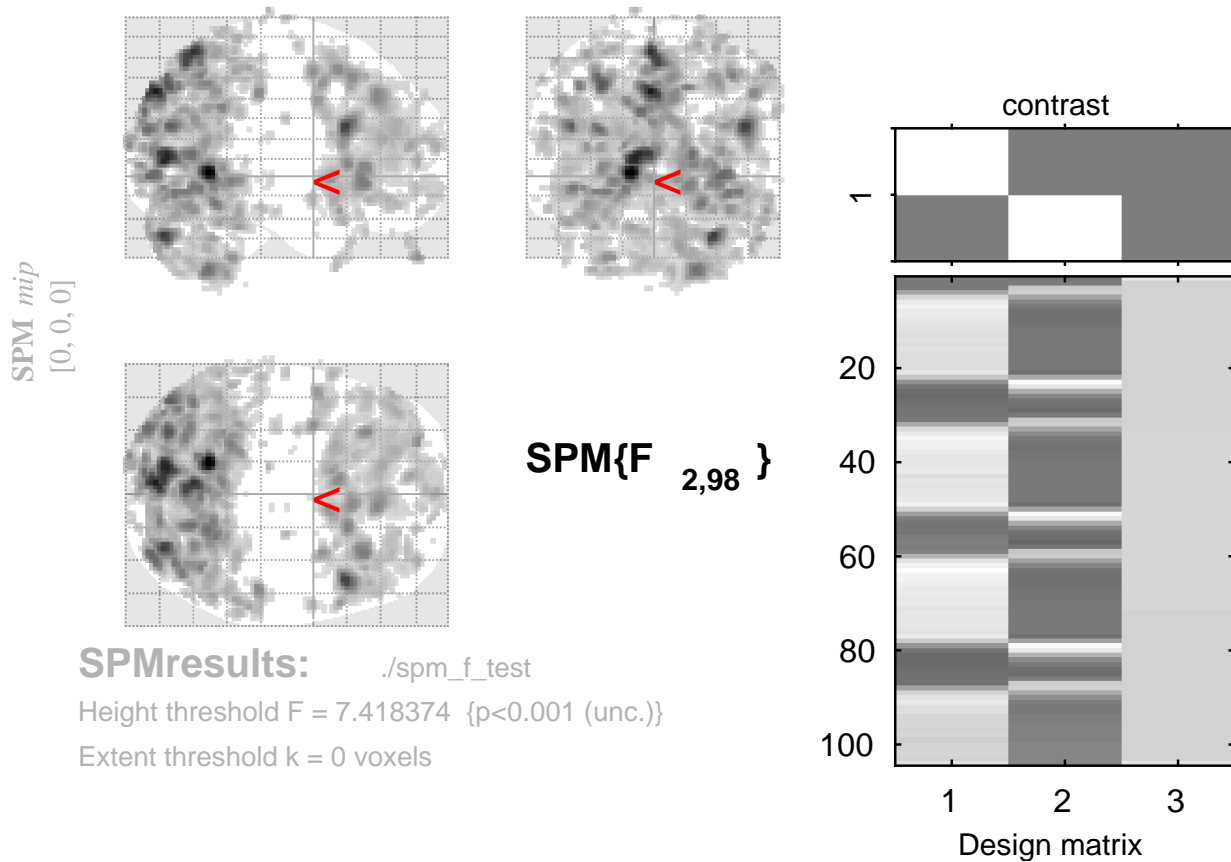 SPM mip
[0, 0, 0]
<
<
<
SPM{F 2,98 }
SPMresults: ./spm_f_test
Height threshold F = 7.418374 {p<0.001 (unc.)}
Extent threshold k = 0 voxels
contrast
1
20
40
60
80
100
1 2 3
Design matrix